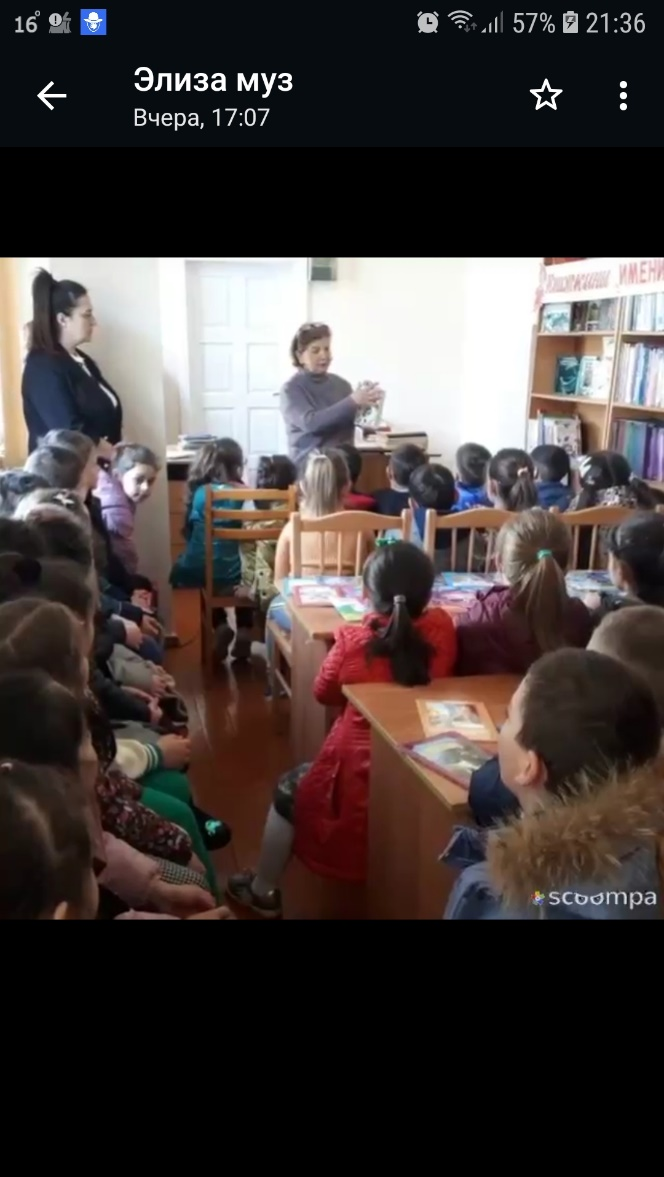 16°
57%
21:36
Элиза муз
Вчера, 17:07
ИМЕНИ
scoompa